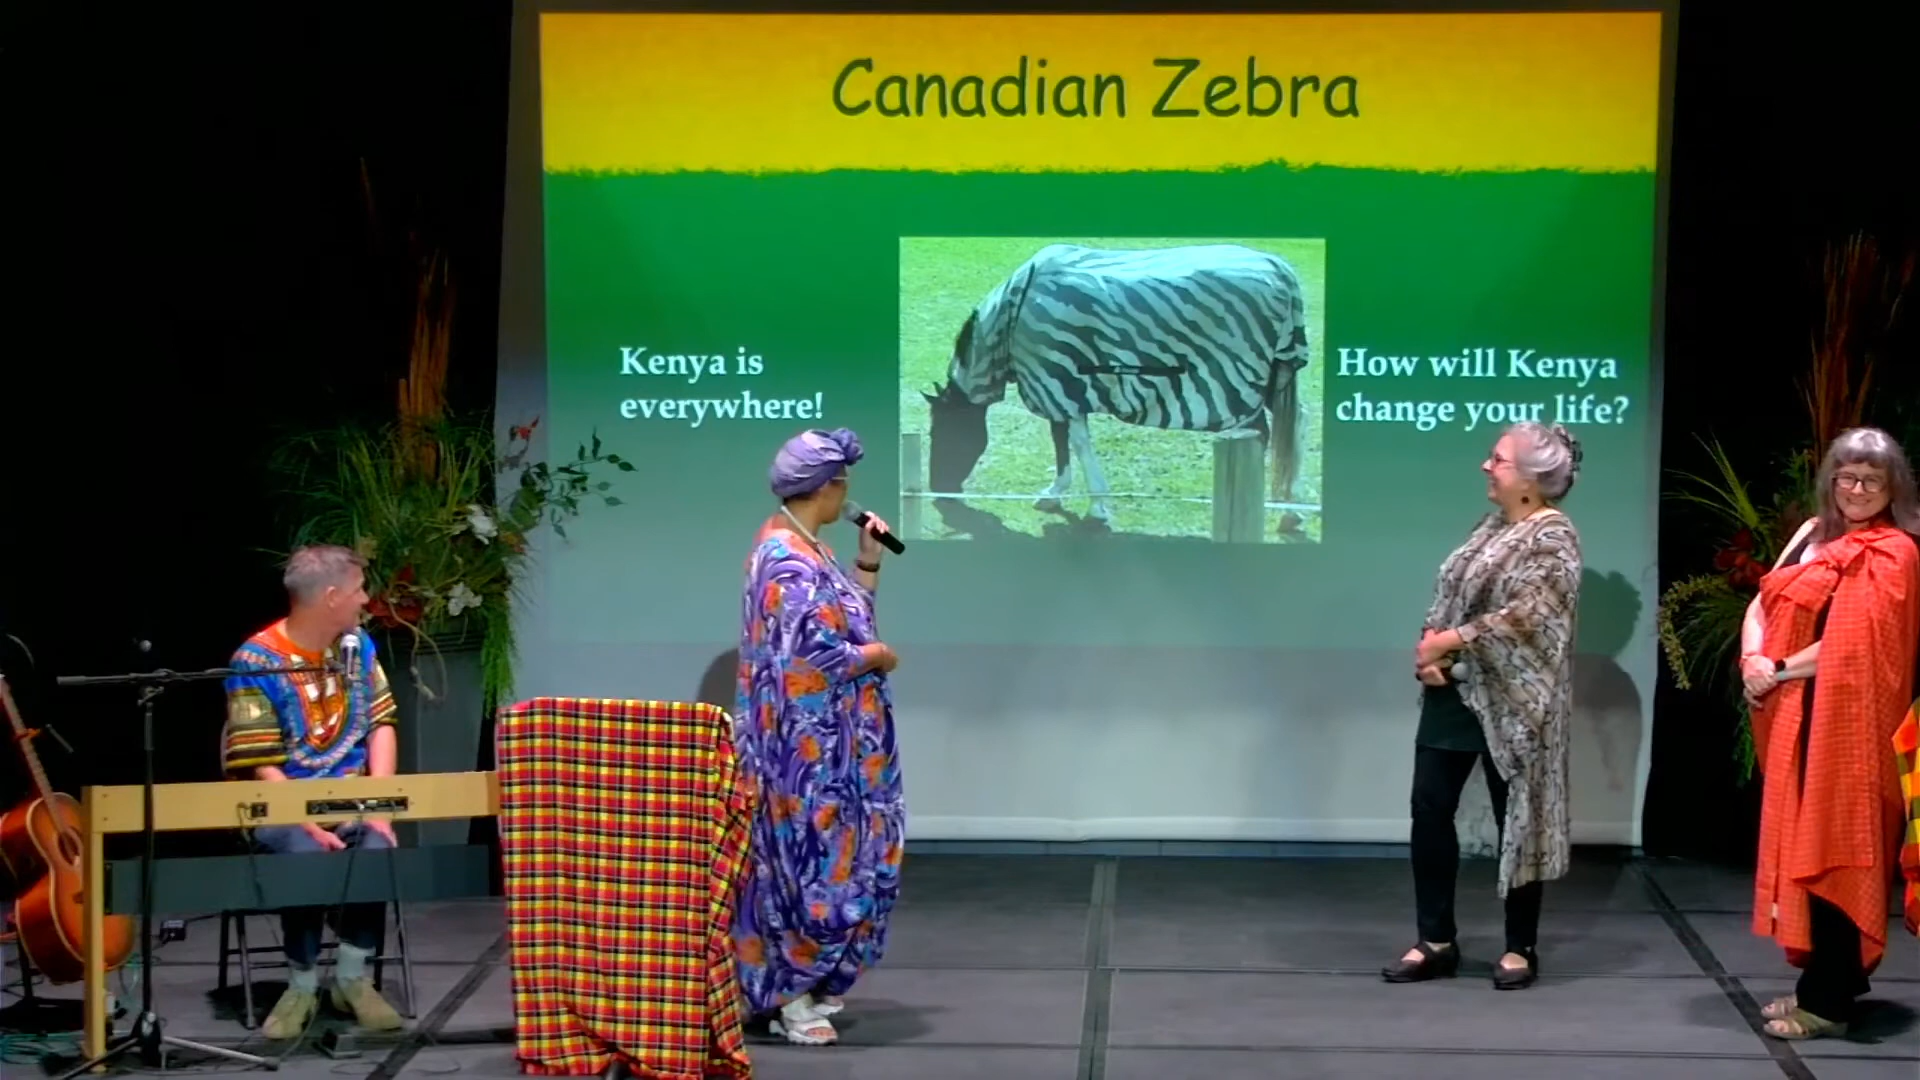 Canadian Zebra
Kenya is
everywhere!
How will Kenya
change your life?